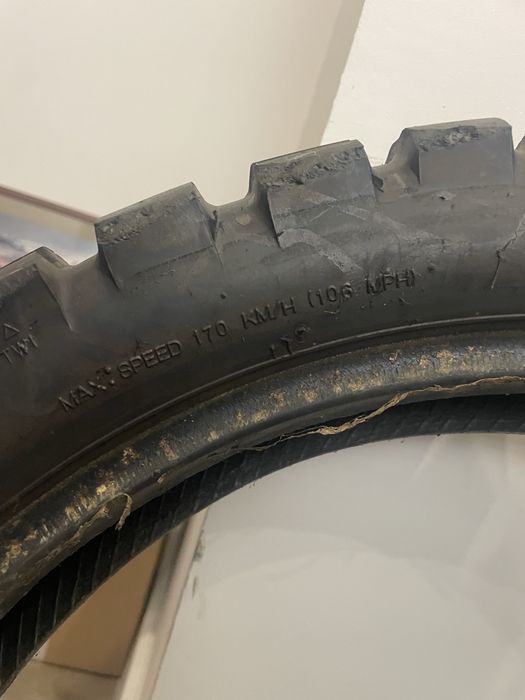 △
TWI
MAX. SPEED 170 KM/H (106 MPH)